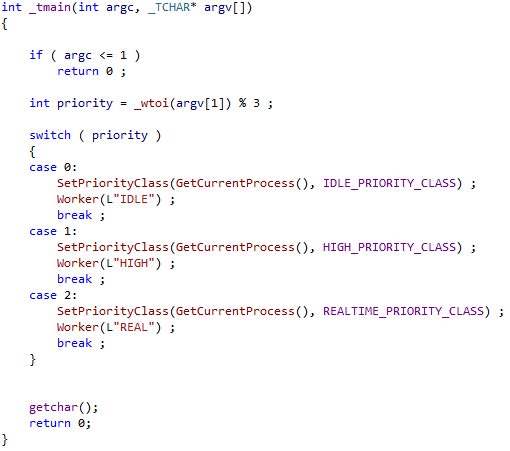 int _tmain(int argc, _TCHAR* argv[])
{
    if ( argc <= 1 )
        return 0 ;
    int priority = _wtoi(argv[1]) % 3 ;
    switch ( priority )
    {
    case 0:
        SetPriorityClass(GetCurrentProcess(), IDLE_PRIORITY_CLASS) ;
        Worker(L"IDLE") ;
        break ;
    case 1:
        SetPriorityClass(GetCurrentProcess(), HIGH_PRIORITY_CLASS) ;
        Worker(L"HIGH") ;
        break ;
    case 2:
        SetPriorityClass(GetCurrentProcess(), REALTIME_PRIORITY_CLASS) ;
        Worker(L"REAL") ;
        break ;
    }
    getchar();
    return 0;
}